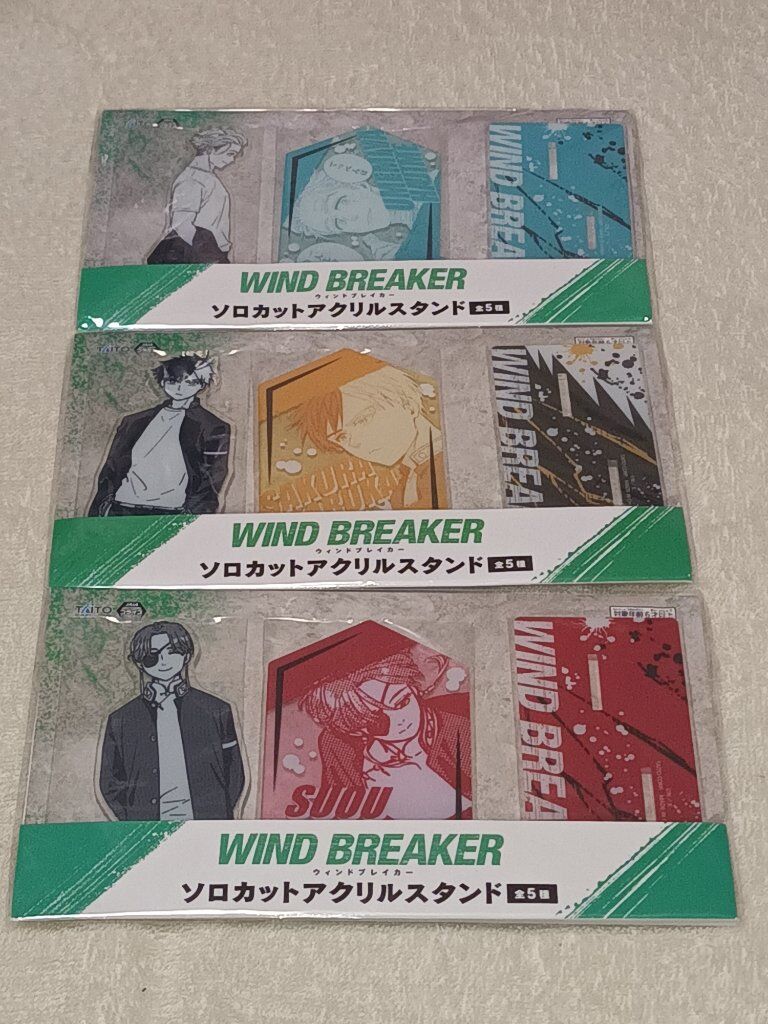 TAITO
WIND BREA
WIND BREAKER
ウィンドブレイカー
ソロカットアクリルスタンド 全5種
TAITO
WIND BREA
SAKURA
WIND BREAKER
ウィンドブレイカー
ソロカットアクリルスタンド 全5種
TAITO
WIND BREA
SUOU
WIND BREAKER
ウィンドブレイカー
ソロカットアクリルスタンド 全5種